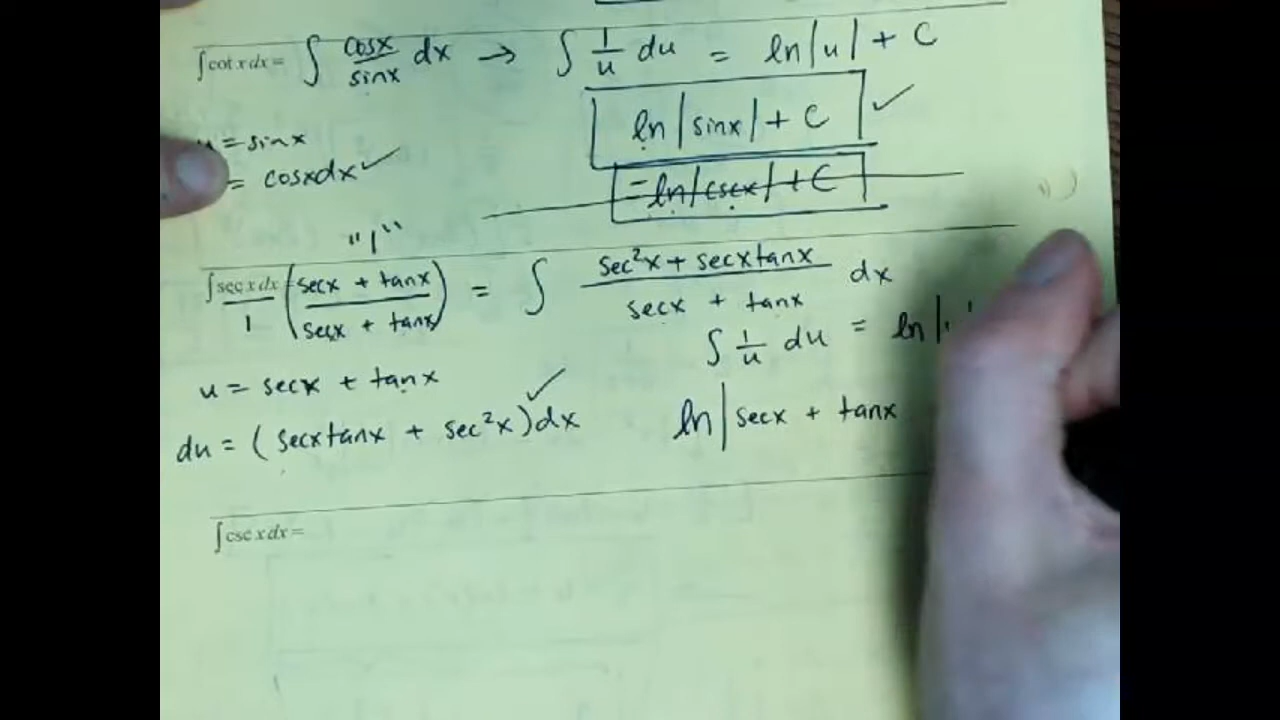 ∫cot x dx = ∫ cosx/sinx dx → ∫ 1/u du = ln|u| + C
ln|sinx| + C ✓
= sinx
= cosxdx ✓
= -ln|cscx| + C
"1"
∫sec x dx/1 (secx + tanx/secx + tanx) = ∫ sec²x + secxtanx/secx + tanx dx
∫ 1/u du = ln|
u = secx + tanx
du = (secxtanx + sec²x)dx ✓
ln|secx + tanx
∫csc x dx =